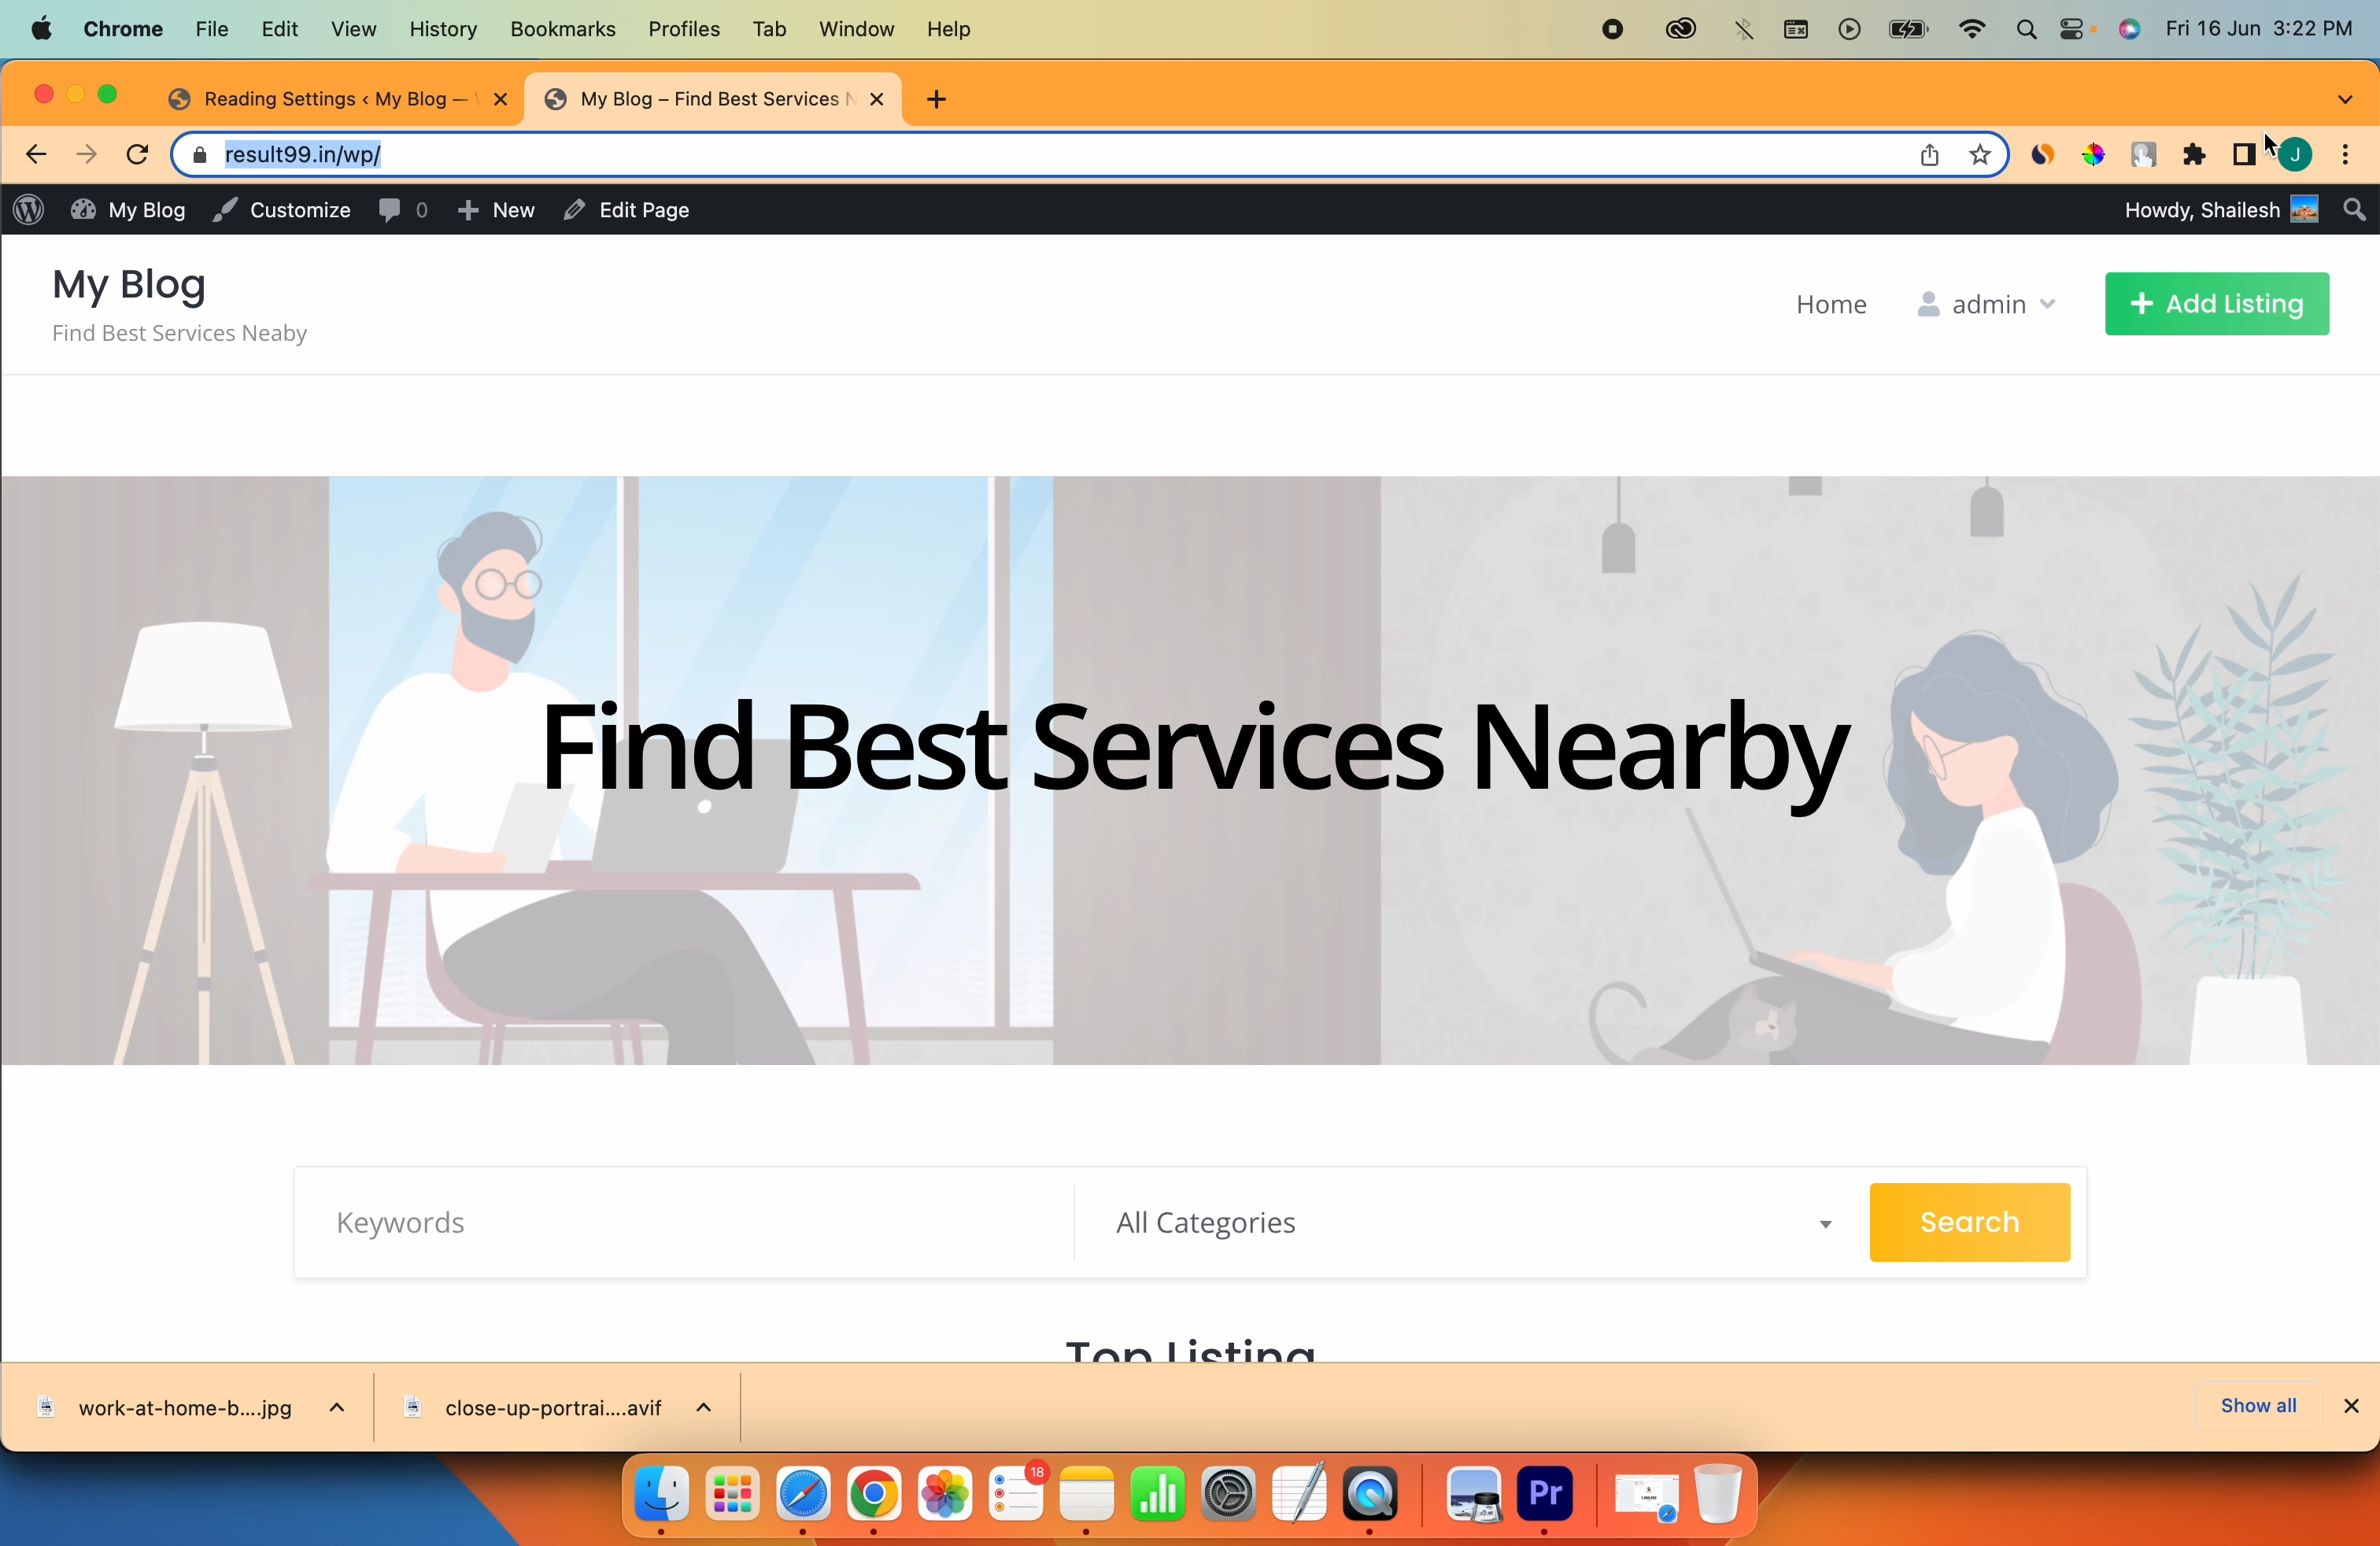 Chrome File Edit View History Bookmarks Profiles Tab Window Help Fri 16 Jun 3:22 PM
Reading Settings ‹ My Blog — My Blog – Find Best Services N
result99.in/wp/ J
My Blog Customize 0 New Edit Page Howdy, Shailesh
My Blog
Find Best Services Neaby
Home admin Add Listing
Find Best Services Nearby
Keywords All Categories Search
Top Listing
work-at-home-b....jpg close-up-portrai....avif Show all
18
Pr